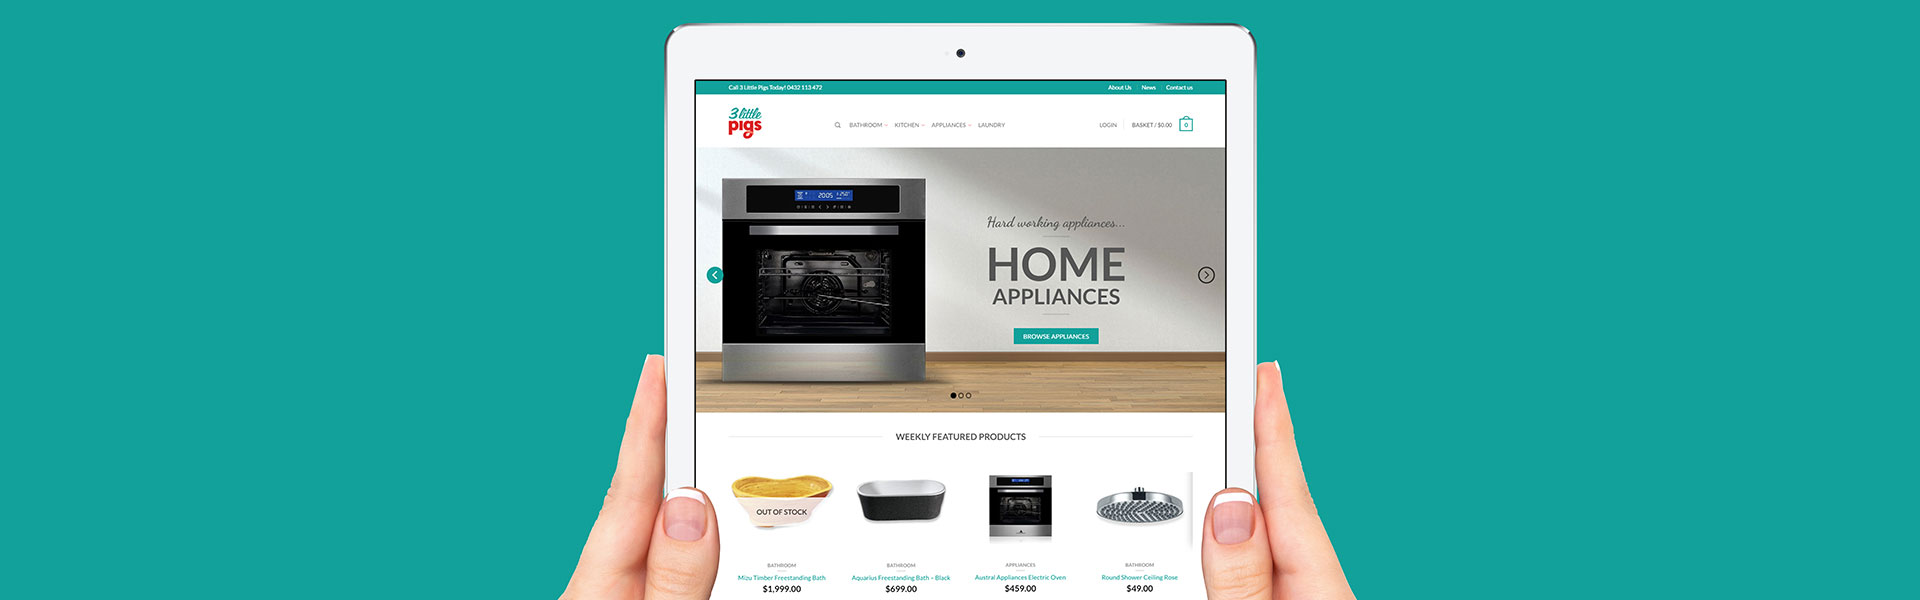 Call 3 Little Pigs Today! 0432 113 472
About Us News Contact us
3 little
pigs
BATHROOM KITCHEN APPLIANCES LAUNDRY
LOGIN BASKET / $0.00 0
Hard working appliances...
HOME
APPLIANCES
BROWSE APPLIANCES
WEEKLY FEATURED PRODUCTS
OUT OF STOCK
BATHROOM
Mizu Timber Freestanding Bath
$1,999.00
BATHROOM
Aquarius Freestanding Bath – Black
$699.00
APPLIANCES
Austral Appliances Electric Oven
$459.00
BATHROOM
Round Shower Ceiling Rose
$49.00